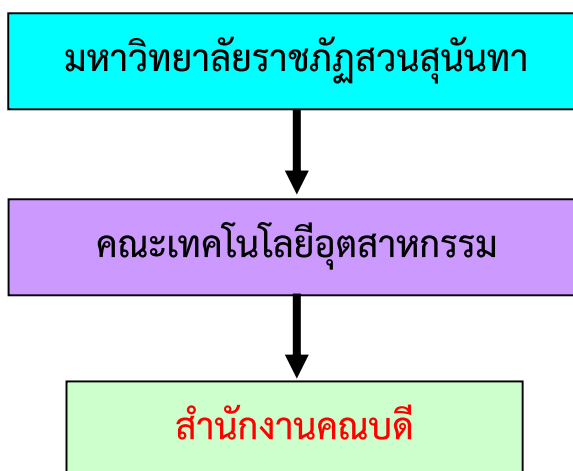 มหาวิทยาลัยราชภัฏสวนสุนันทา
คณะเทคโนโลยีอุตสาหกรรม
สำนักงานคณบดี